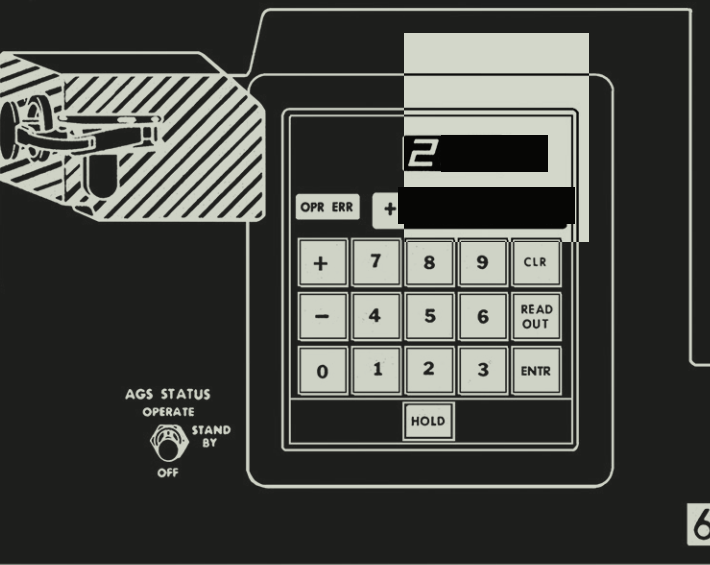 2
OPR ERR +
+ 7 8 9 CLR
− 4 5 6 READ OUT
0 1 2 3 ENTR
HOLD
AGS STATUS
OPERATE
STAND BY
OFF
6